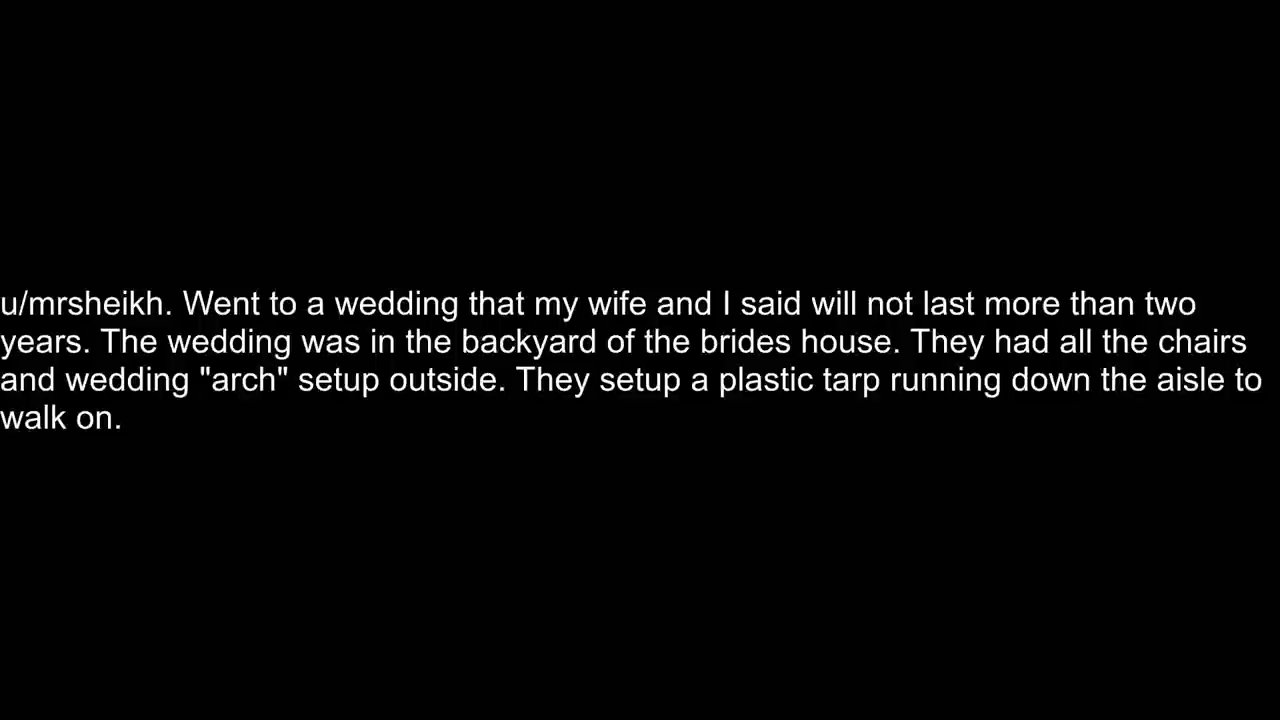 u/mrsheikh. Went to a wedding that my wife and I said will not last more than two
years. The wedding was in the backyard of the brides house. They had all the chairs
and wedding "arch" setup outside. They setup a plastic tarp running down the aisle to
walk on.